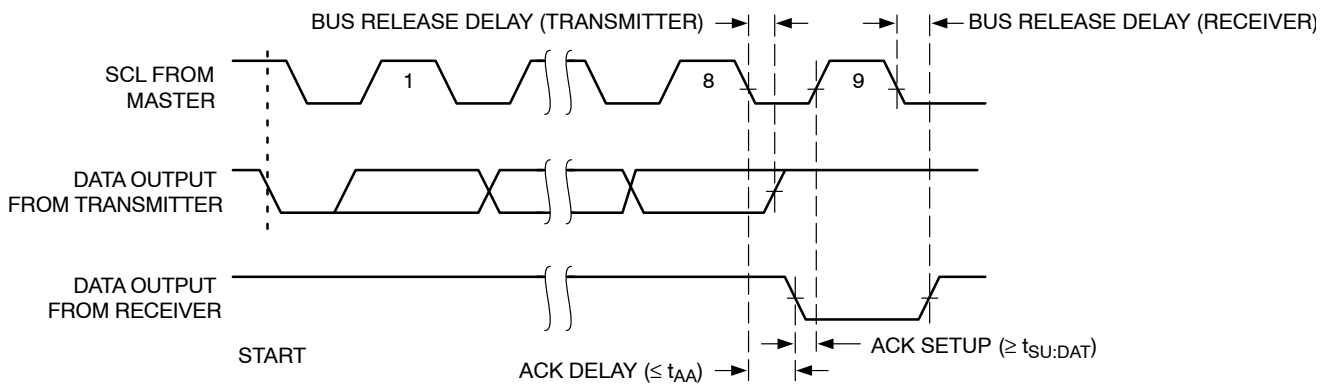 BUS RELEASE DELAY (TRANSMITTER)
BUS RELEASE DELAY (RECEIVER)
SCL FROM
MASTER
1
8
9
DATA OUTPUT
FROM TRANSMITTER
DATA OUTPUT
FROM RECEIVER
START
ACK SETUP (≥ tSU:DAT)
ACK DELAY (≤ tAA)